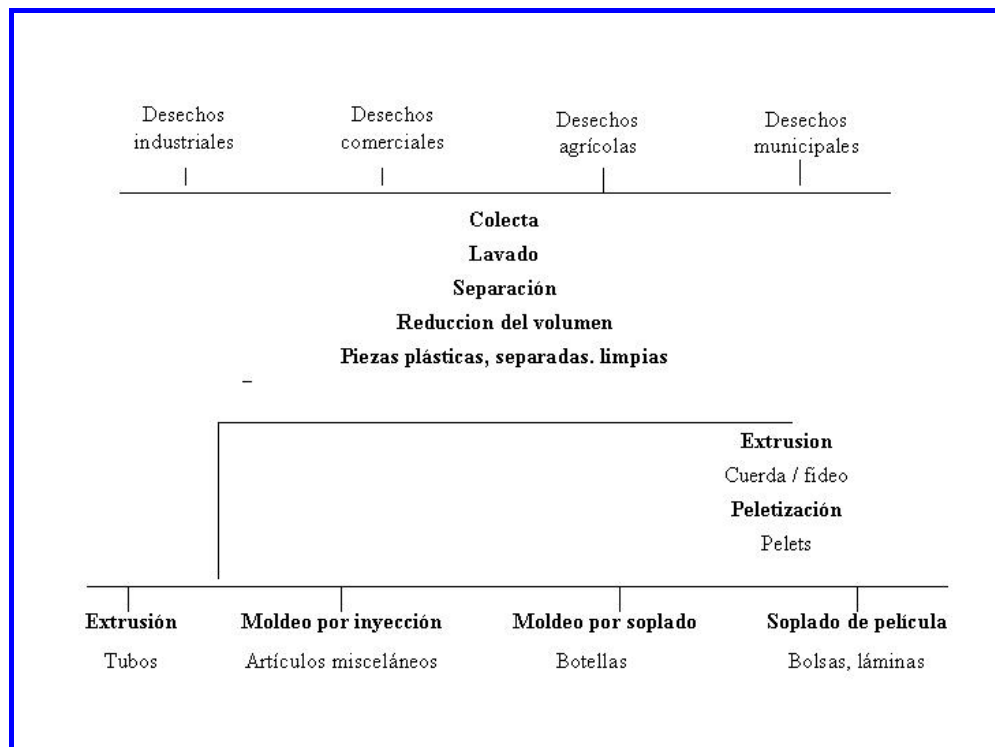 Desechos
industriales
Desechos
comerciales
Desechos
agrícolas
Desechos
municipales
Colecta
Lavado
Separación
Reduccion del volumen
Piezas plásticas, separadas. limpias
Extrusion
Cuerda / fideo
Peletización
Pelets
Extrusión
Tubos
Moldeo por inyección
Artículos misceláneos
Moldeo por soplado
Botellas
Soplado de película
Bolsas, láminas